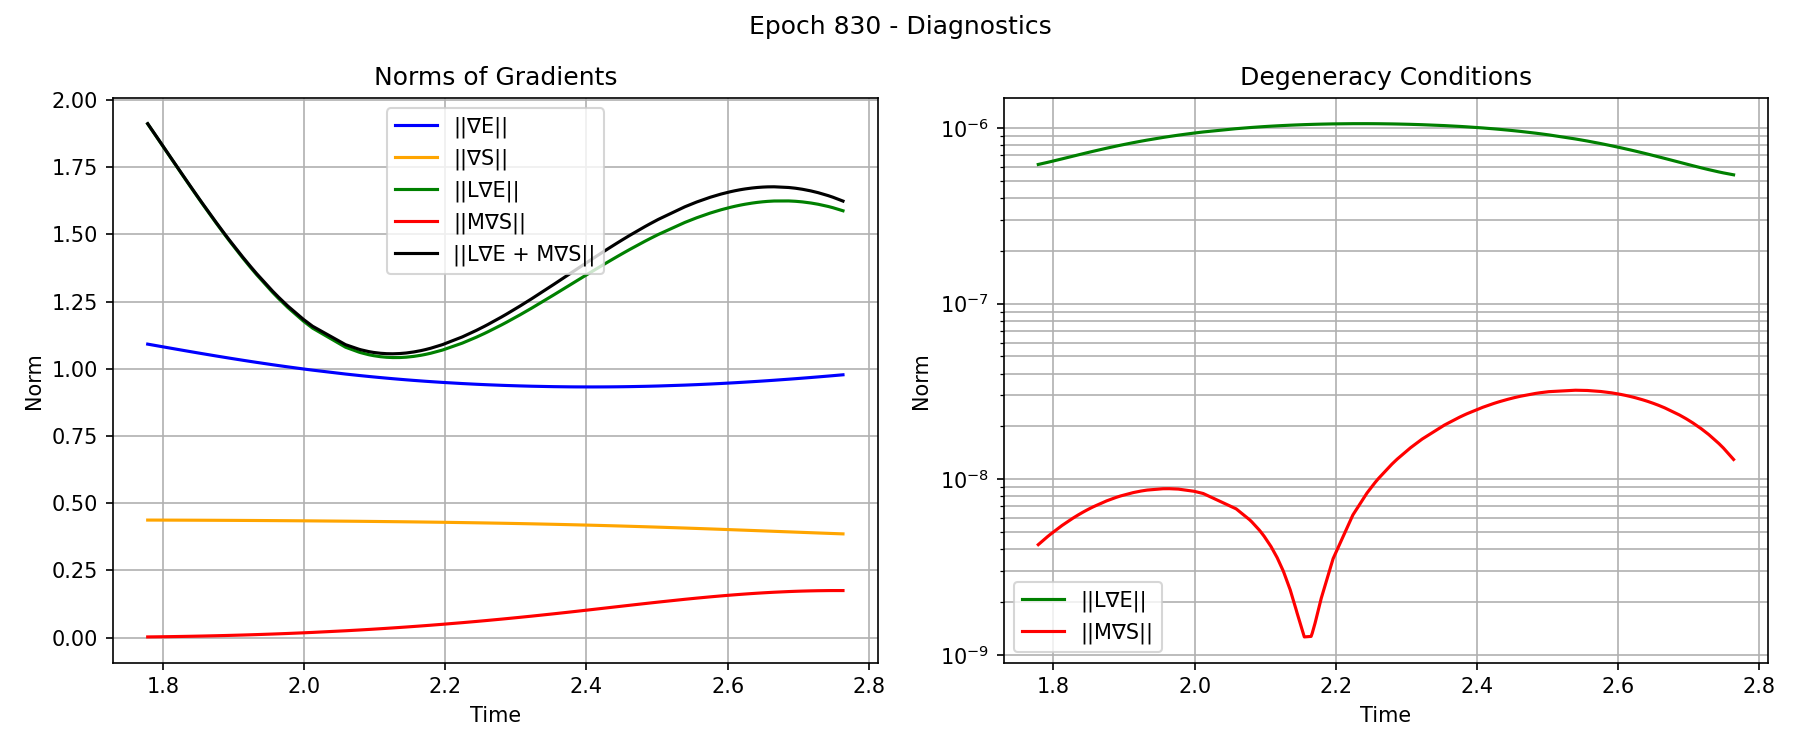 Epoch 830 - Diagnostics
Norms of Gradients
Norm
2.00
1.75
1.50
1.25
1.00
0.75
0.50
0.25
0.00
||∇E||
||∇S||
||L∇E||
||M∇S||
||L∇E + M∇S||
1.8 2.0 2.2 2.4 2.6 2.8
Time
Degeneracy Conditions
Norm
10⁻⁶
10⁻⁷
10⁻⁸
10⁻⁹
||L∇E||
||M∇S||
1.8 2.0 2.2 2.4 2.6 2.8
Time